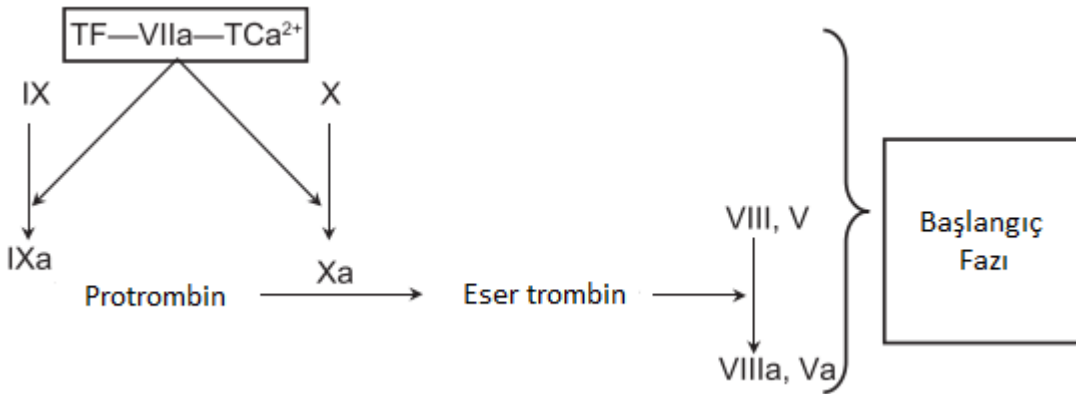 TF—VIIa—TCa²⁺
IX
X
IXa
Xa
Protrombin
Eser trombin
VIII, V
VIIIa, Va
Başlangıç
Fazı